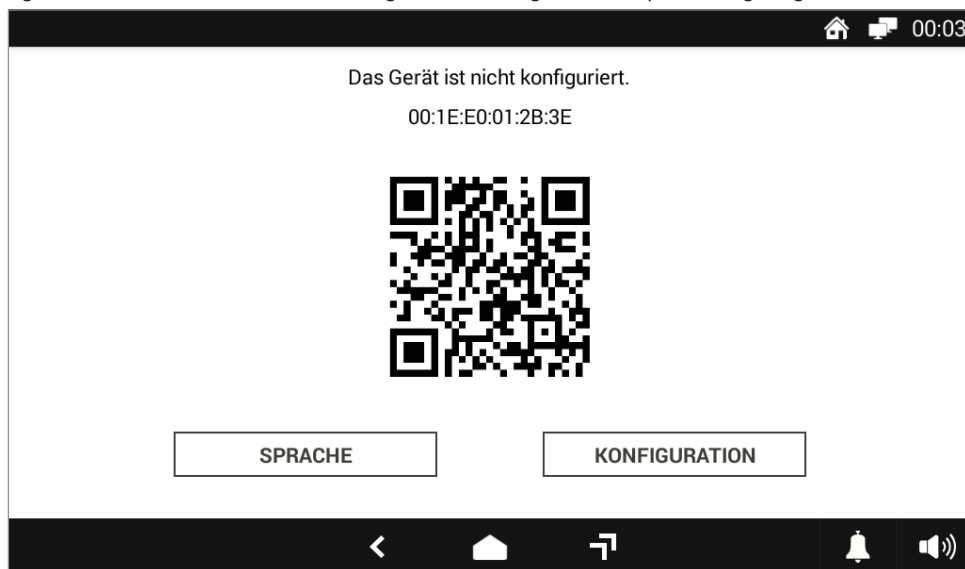 00:03
Das Gerät ist nicht konfiguriert.
00:1E:E0:01:2B:3E
SPRACHE
KONFIGURATION